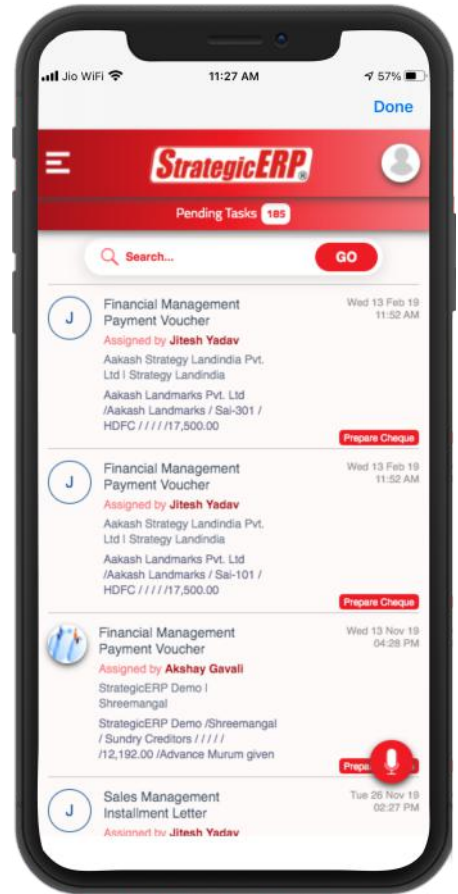 Jio WiFi 11:27 AM 57%
Done
StrategicERP®
Pending Tasks 185
Search... GO
J Financial Management Wed 13 Feb 19
Payment Voucher 11:52 AM
Assigned by Jitesh Yadav
Aakash Strategy Landindia Pvt.
Ltd | Strategy Landindia
Aakash Landmarks Pvt. Ltd
/Aakash Landmarks / Sai-301 /
HDFC / / / / /17,500.00
Prepare Cheque
J Financial Management Wed 13 Feb 19
Payment Voucher 11:52 AM
Assigned by Jitesh Yadav
Aakash Strategy Landindia Pvt.
Ltd | Strategy Landindia
Aakash Landmarks Pvt. Ltd
/Aakash Landmarks / Sai-101 /
HDFC / / / / /17,500.00
Prepare Cheque
Financial Management Wed 13 Nov 19
Payment Voucher 04:28 PM
Assigned by Akshay Gavali
StrategicERP Demo |
Shreemangal
StrategicERP Demo /Shreemangal
/ Sundry Creditors / / / / /
/12,192.00 /Advance Murum given
J Sales Management Tue 26 Nov 19
Installment Letter 02:27 PM
Assigned by Jitesh Yadav